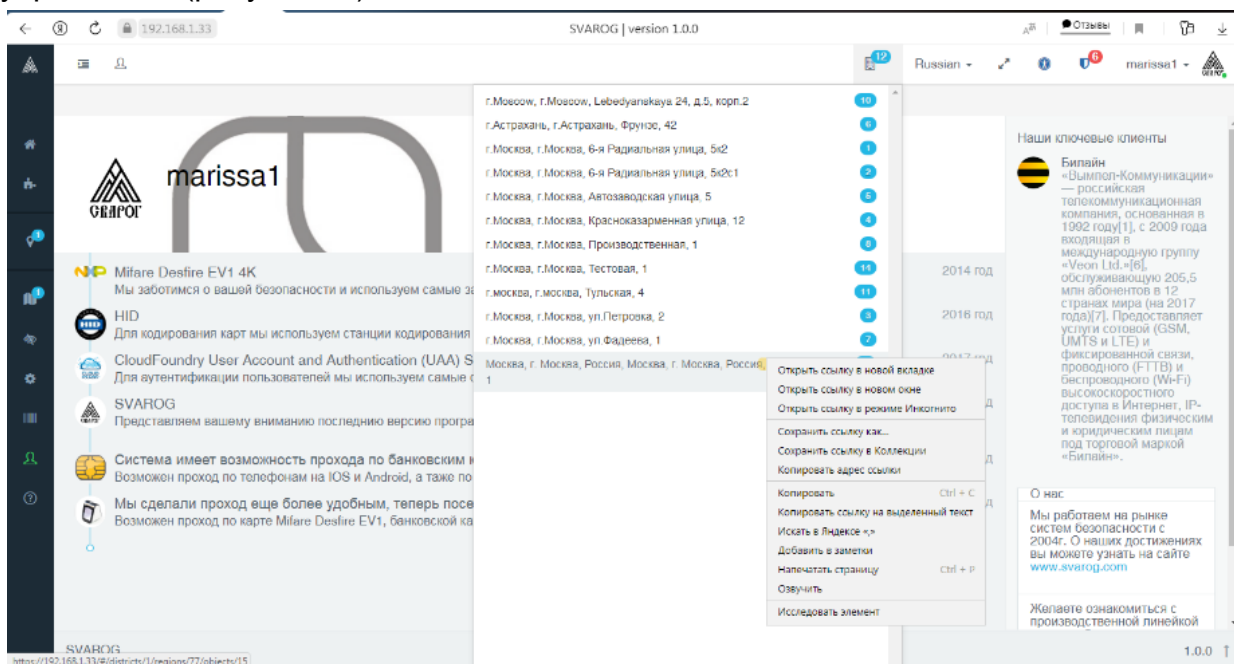 192.168.1.33
SVAROG | version 1.0.0
Отзывы
12
Russian
6
marissa1
СВАРОГ
г.Moscow, г.Moscow, Lebedyanskaya 24, д.5, корп.2
10
г.Астрахань, г.Астрахань, Фрунзе, 42
6
г.Москва, г.Москва, 6-я Радиальная улица, 5к2
1
г.Москва, г.Москва, 6-я Радиальная улица, 5к2с1
2
г.Москва, г.Москва, Автозаводская улица, 5
г.Москва, г.Москва, Красноказарменная улица, 12
4
г.Москва, г.Москва, Производственная, 1
г.Москва, г.Москва, Тестовая, 1
14
г.москва, г.москва, Тульская, 4
11
г.Москва, г.Москва, ул.Петровка, 2
3
г.Москва, г.Москва, ул Фадеева, 1
7
Москва, г. Москва, Россия, Москва, г. Москва, Россия,
1
marissa1
СВАРОГ
NXP
Mifare Desfire EV1 4K
Мы заботимся о вашей безопасности и используем самые
2014 год
HID
HID
Для кодирования карт мы используем станции кодирования
2016 год
CloudFoundry User Account and Authentication (UAA) S
Для аутентификации пользователей мы используем самые
2017 год
SVAROG
Представляем вашему вниманию последнию версию програ
Система имеет возможность прохода по банковским
Возможен проход по телефонам на IOS и Android, а таже по
Мы сделали проход еще более удобным, теперь посе
Возможен проход по карте Mifare Desfire EV1, банковской ка
Открыть ссылку в новой вкладке
Открыть ссылку в новом окне
Открыть ссылку в режиме Инкогнито
Сохранить ссылку как...
Сохранить ссылку в Коллекции
Копировать адрес ссылки
Копировать Ctrl + C
Копировать ссылку на выделенный текст
Искать в Яндексе «,»
Добавить в заметки
Напечатать страницу Ctrl + P
Озвучить
Исследовать элемент
Наши ключевые клиенты
Билайн
«Вымпел-Коммуникации»
— российская
телекоммуникационная
компания, основанная в
1992 году[1], с 2009 года
входящая в
международную группу
«Veon Ltd.»[6],
обслуживающую 205,5
млн абонентов в 12
странах мира (на 2017
года)[7]. Предоставляет
услуги сотовой (GSM,
UMTS и LTE) и
фиксированной связи,
проводного (FTTB) и
беспроводного (Wi-Fi)
высокоскоростного
доступа в Интернет, IP-
телевидения физическим
и юридическим лицам
под торговой маркой
«Билайн».
О нас
Мы работаем на рынке
систем безопасности с
2004г. О наших достижениях
вы можете узнать на сайте
www.svarog.com
Желаете ознакомиться с
производственной линейкой
SVAROG
1.0.0
https://192.168.1.33/#/districts/1/regions/77/objects/15